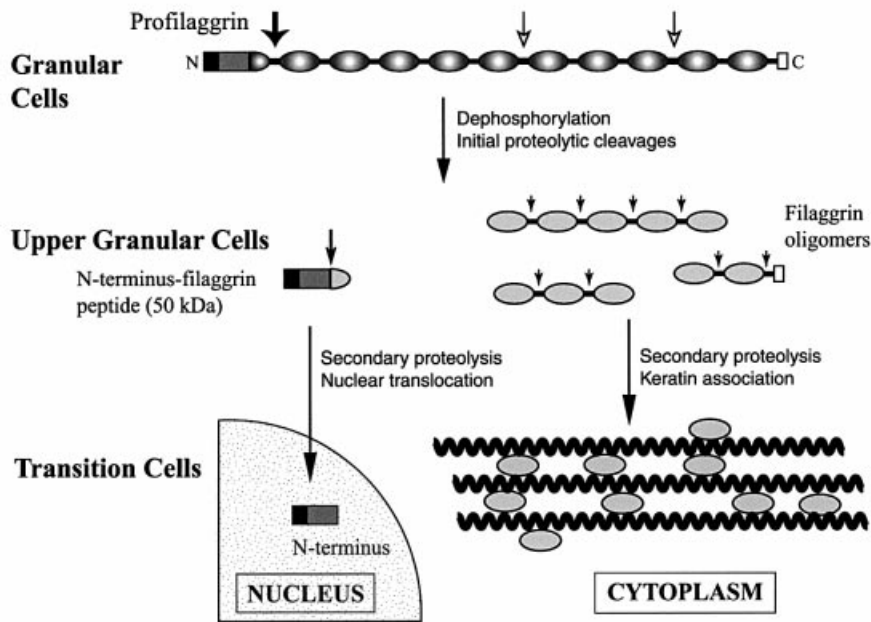 Profilaggrin
N
C
Granular
Cells
Dephosphorylation
Initial proteolytic cleavages
Upper Granular Cells
N-terminus-filaggrin
peptide (50 kDa)
Filaggrin
oligomers
Secondary proteolysis
Nuclear translocation
Secondary proteolysis
Keratin association
Transition Cells
N-terminus
NUCLEUS
CYTOPLASM